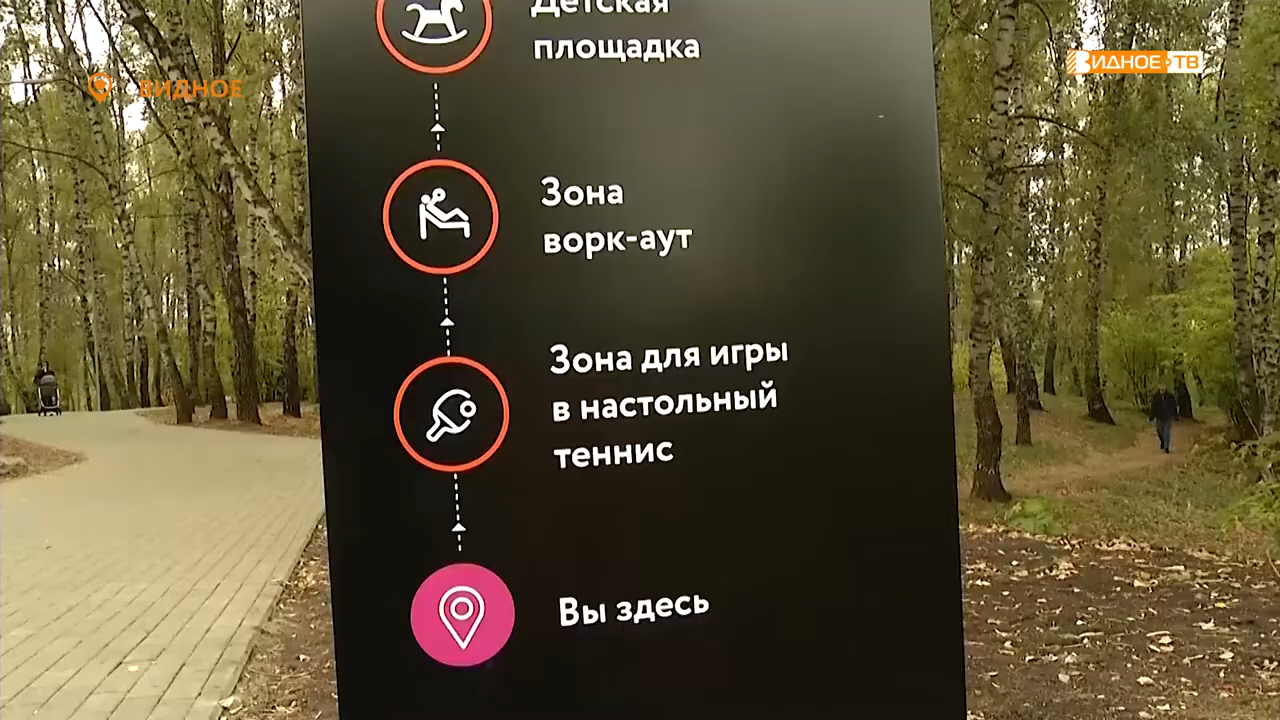 Детская
площадка
ВИДНОЕ
ВИДНОЕ ТВ
Зона
ворк-аут
Зона для игры
в настольный
теннис
Вы здесь